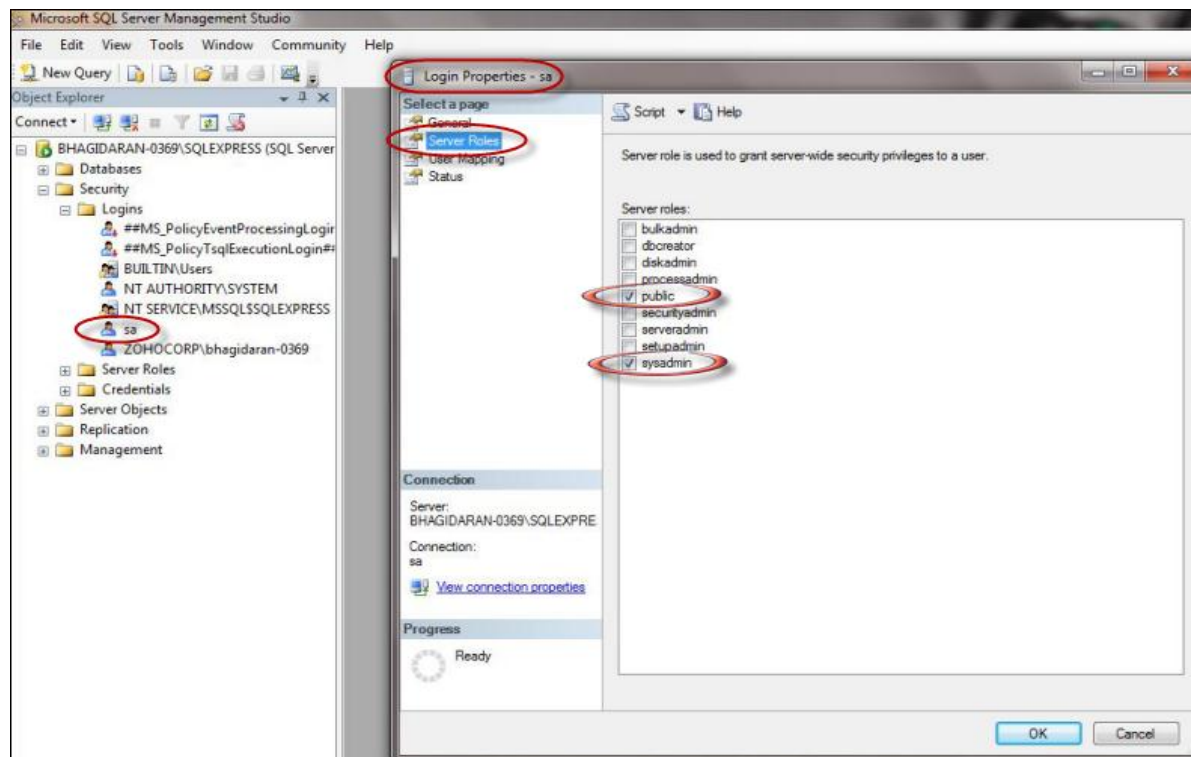 Microsoft SQL Server Management Studio
File Edit View Tools Window Community Help
New Query
Object Explorer
Connect
BHAGIDARAN-0369\SQLEXPRESS (SQL Server
Databases
Security
Logins
##MS_PolicyEventProcessingLogin
##MS_PolicyTsqlExecutionLogin##
BUILTIN\Users
NT AUTHORITY\SYSTEM
NT SERVICE\MSSQL$SQLEXPRESS
sa
ZOHOCORP\bhagidaran-0369
Server Roles
Credentials
Server Objects
Replication
Management
Login Properties - sa
Select a page
General
Server Roles
User Mapping
Status
Connection
Server:
BHAGIDARAN-0369\SQLEXPRE
Connection:
sa
View connection properties
Progress
Ready
Script Help
Server role is used to grant server-wide security privileges to a user.
Server roles:
bulkadmin
dbcreator
diskadmin
processadmin
public
securityadmin
serveradmin
setupadmin
sysadmin
OK Cancel